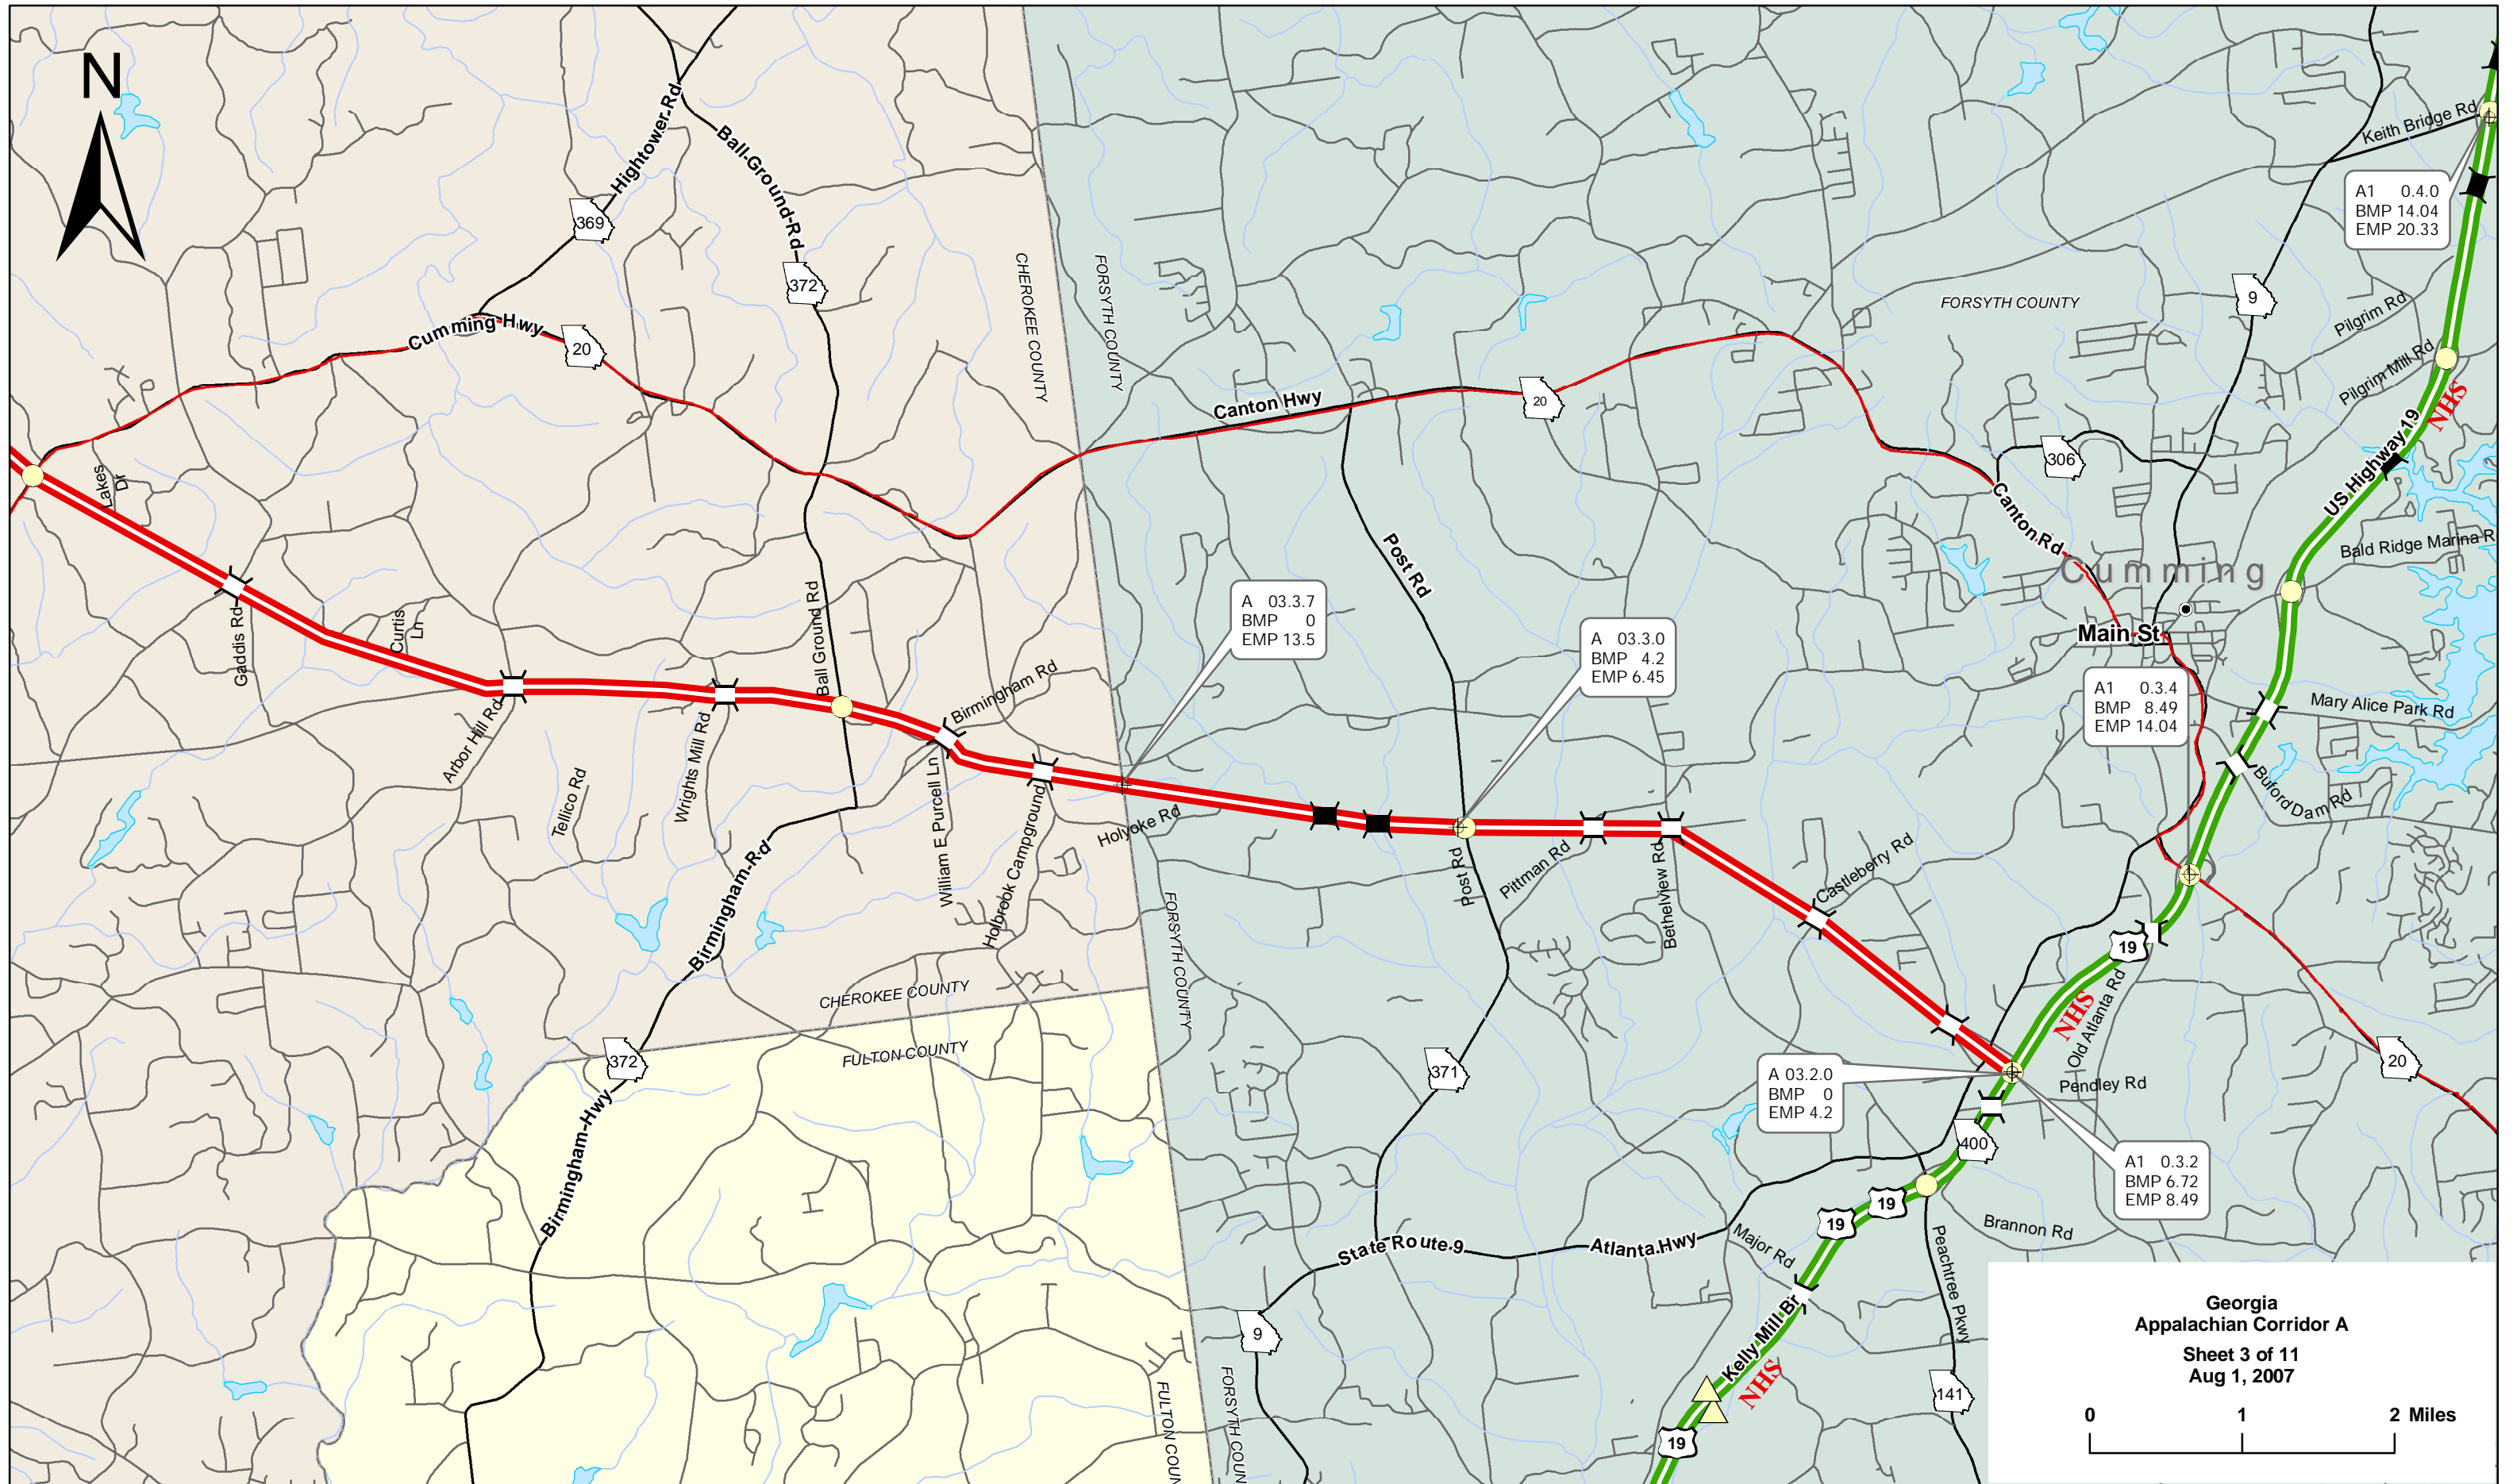 N
Hightower Rd
Ball Ground Rd
369
372
Cumming Hwy
20
CHEROKEE COUNTY
FORSYTH COUNTY
Canton Hwy
20
FORSYTH COUNTY
9
Keith Bridge Rd
A1 0.4.0
BMP 14.04
EMP 20.33
Pilgrim Rd
Pilgrim Mill Rd
NHS
US Highway 19
306
Canton Rd
Cumming
Bald Ridge Marina R
Main St
Lakes
Dr
Gaddis Rd
Curtis
Ln
Arbor Hill Rd
Tellico Rd
Wrights Mill Rd
Ball Ground Rd
Birmingham Rd
William E Purcell Ln
Holbrook Campground
Holyoke Rd
A 03.3.7
BMP 0
EMP 13.5
Post Rd
A 03.3.0
BMP 4.2
EMP 6.45
A1 0.3.4
BMP 8.49
EMP 14.04
Mary Alice Park Rd
Buford Dam Rd
Post Rd
Pittman Rd
Bethelview Rd
Castleberry Rd
19
NHS
Old Atlanta Rd
Pendley Rd
20
Birmingham Rd
CHEROKEE COUNTY
FULTON COUNTY
FORSYTH COUNTY
372
Birmingham Hwy
371
A 03.2.0
BMP 0
EMP 4.2
400
A1 0.3.2
BMP 6.72
EMP 8.49
19
19
Brannon Rd
State Route 9
Atlanta Hwy
Major Rd
Peachtree Pkwy
9
Kelly Mill Br
NHS
141
19
FULTON COUN
FORSYTH COUN
Georgia
Appalachian Corridor A
Sheet 3 of 11
Aug 1, 2007
0 1 2 Miles